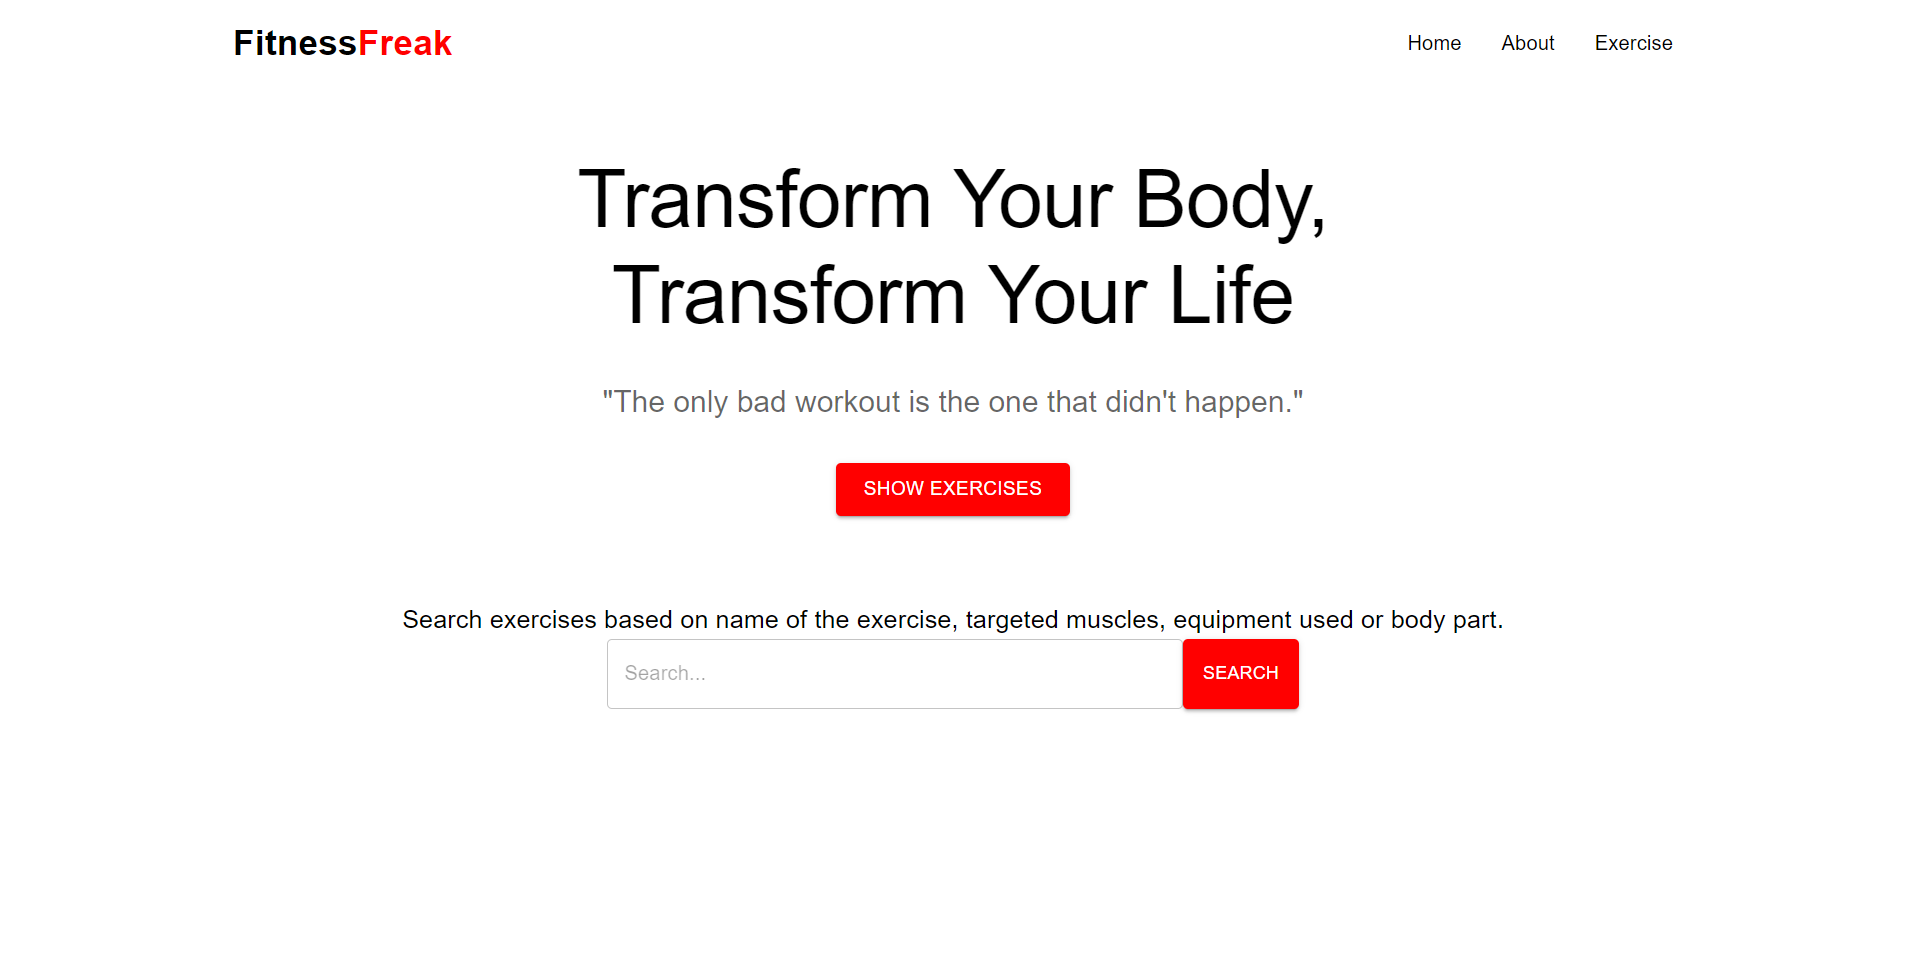 FitnessFreak
Home About Exercise
Transform Your Body,
Transform Your Life
"The only bad workout is the one that didn't happen."
SHOW EXERCISES
Search exercises based on name of the exercise, targeted muscles, equipment used or body part.
Search...
SEARCH